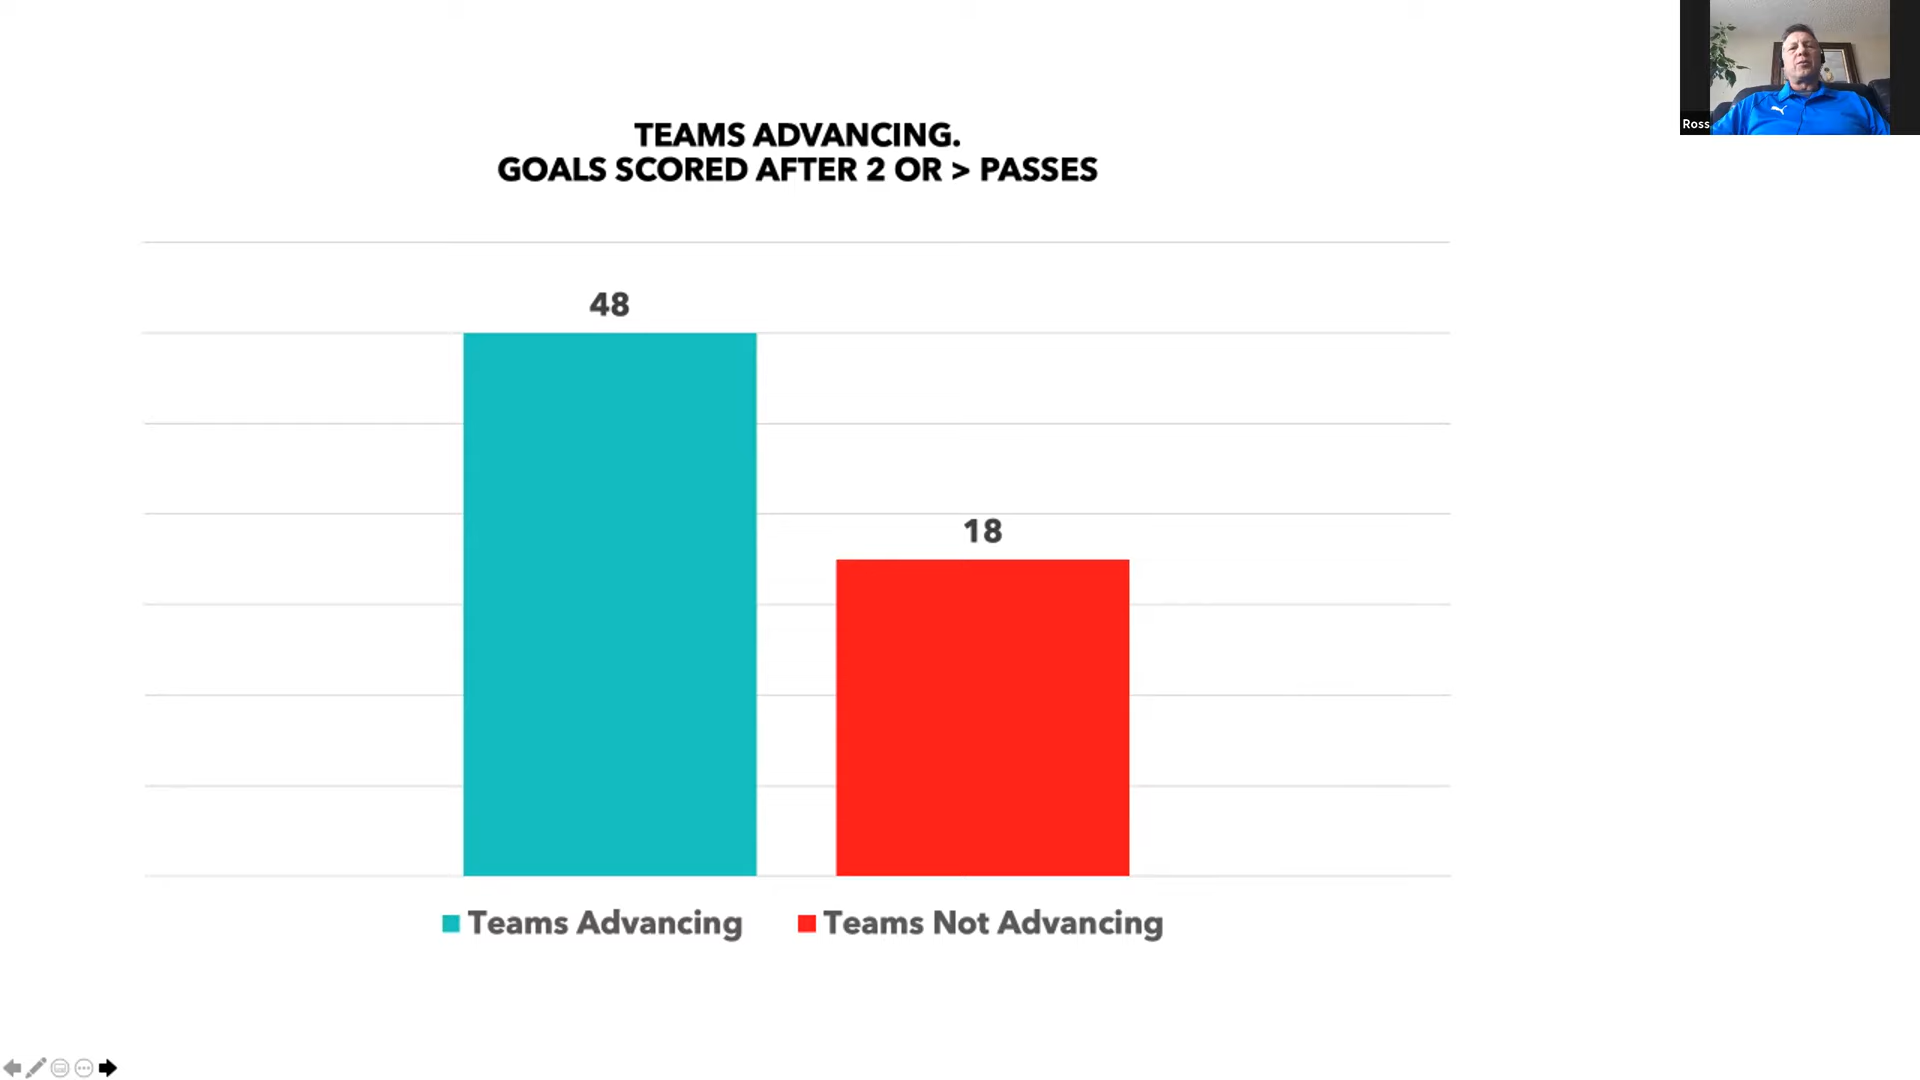 TEAMS ADVANCING.
GOALS SCORED AFTER 2 OR > PASSES
48
18
Teams Advancing
Teams Not Advancing
Ross